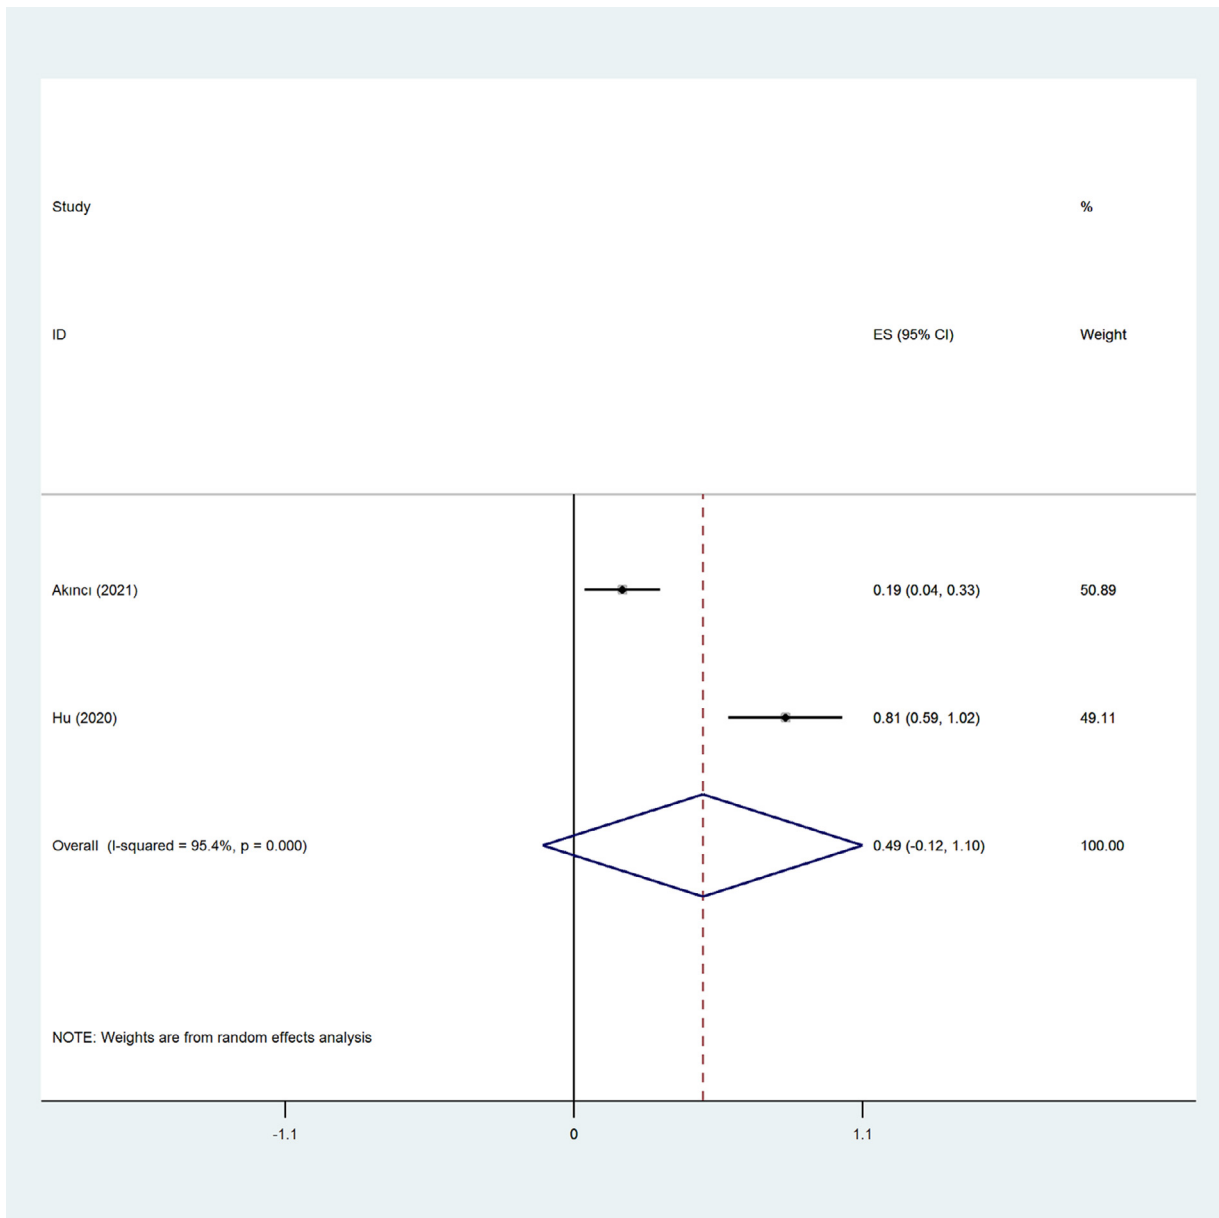 Study %
ID ES (95% CI) Weight
Akıncı (2021) 0.19 (0.04, 0.33) 50.89
Hu (2020) 0.81 (0.59, 1.02) 49.11
Overall (I-squared = 95.4%, p = 0.000) 0.49 (-0.12, 1.10) 100.00
NOTE: Weights are from random effects analysis
-1.1 0 1.1